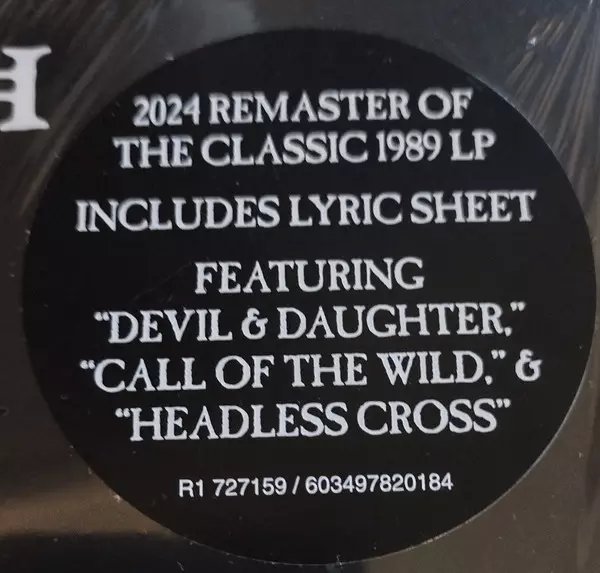 H
2024 REMASTER OF
THE CLASSIC 1989 LP
INCLUDES LYRIC SHEET
FEATURING
“DEVIL & DAUGHTER,”
“CALL OF THE WILD,” &
“HEADLESS CROSS”
R1 727159 / 603497820184